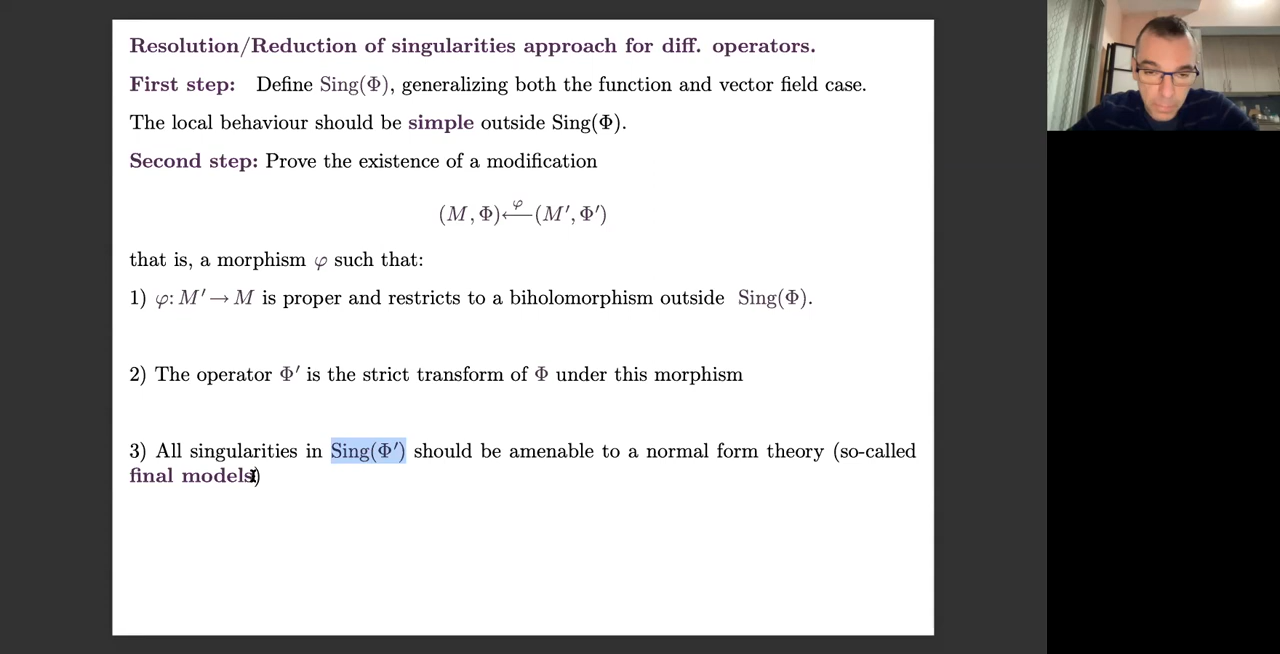 Resolution/Reduction of singularities approach for diff. operators.
First step: Define Sing(Φ), generalizing both the function and vector field case.
The local behaviour should be simple outside Sing(Φ).
Second step: Prove the existence of a modification
(M, Φ) ←φ− (M′, Φ′)
that is, a morphism φ such that:
1) φ: M′ → M is proper and restricts to a biholomorphism outside Sing(Φ).
2) The operator Φ′ is the strict transform of Φ under this morphism
3) All singularities in Sing(Φ′) should be amenable to a normal form theory (so-called
final models)